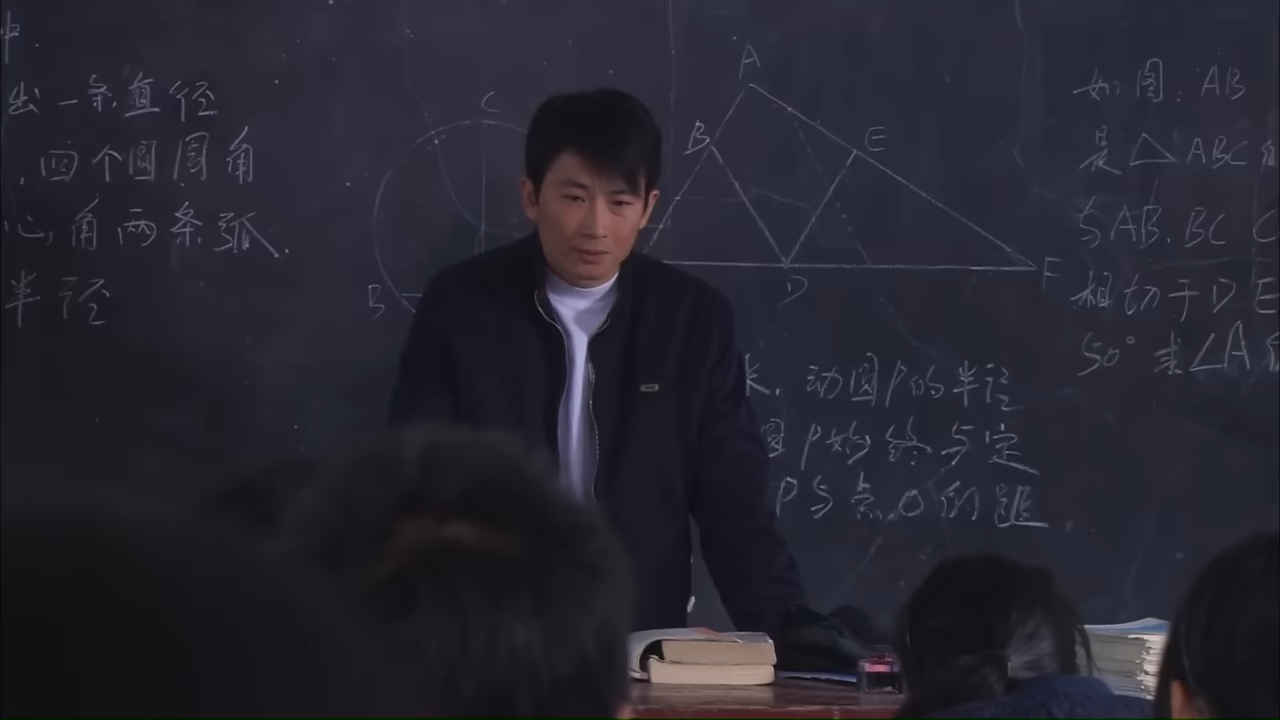 中.
出一条直径
,四个圆周角
心角两条弧.
半径
C
B
A
B
E
D
F
长,动圆P的半径
圆P始终与定
P与点O的距
如图:AB
是△ABC
与AB.BC C
相切于D E
50°求∠A